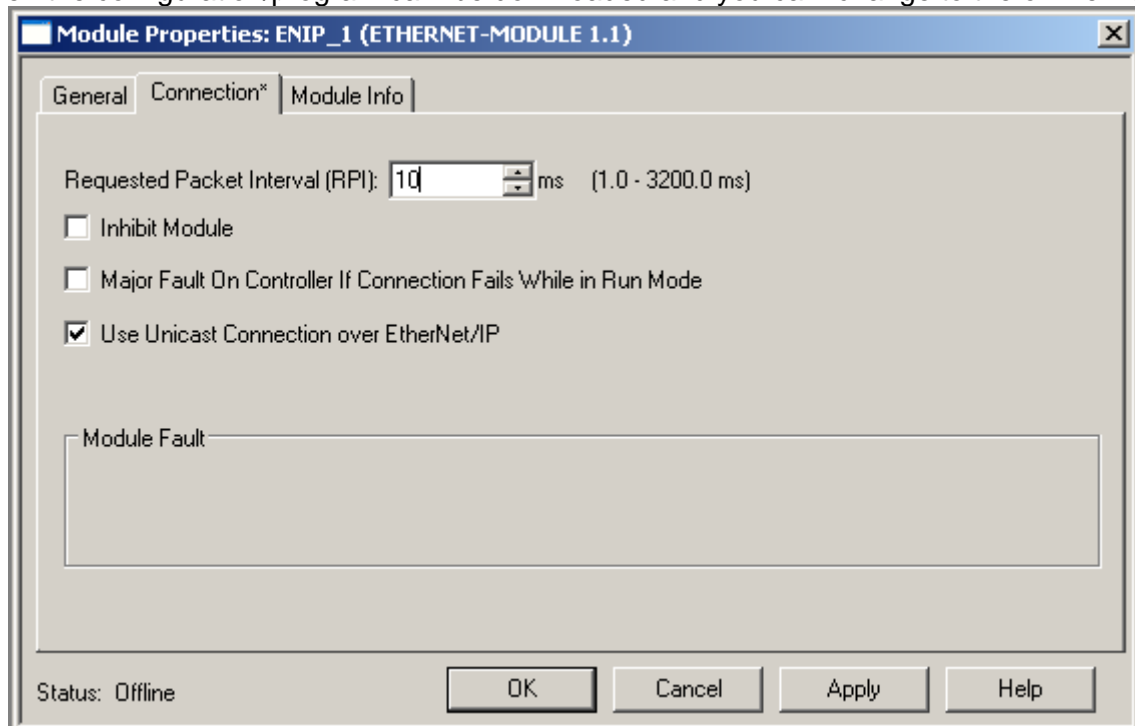 Module Properties: ENIP_1 (ETHERNET-MODULE 1.1)
General Connection* Module Info
Requested Packet Interval (RPI): 10 ms (1.0 - 3200.0 ms)
Inhibit Module
Major Fault On Controller If Connection Fails While in Run Mode
Use Unicast Connection over EtherNet/IP
Module Fault
Status: Offline OK Cancel Apply Help